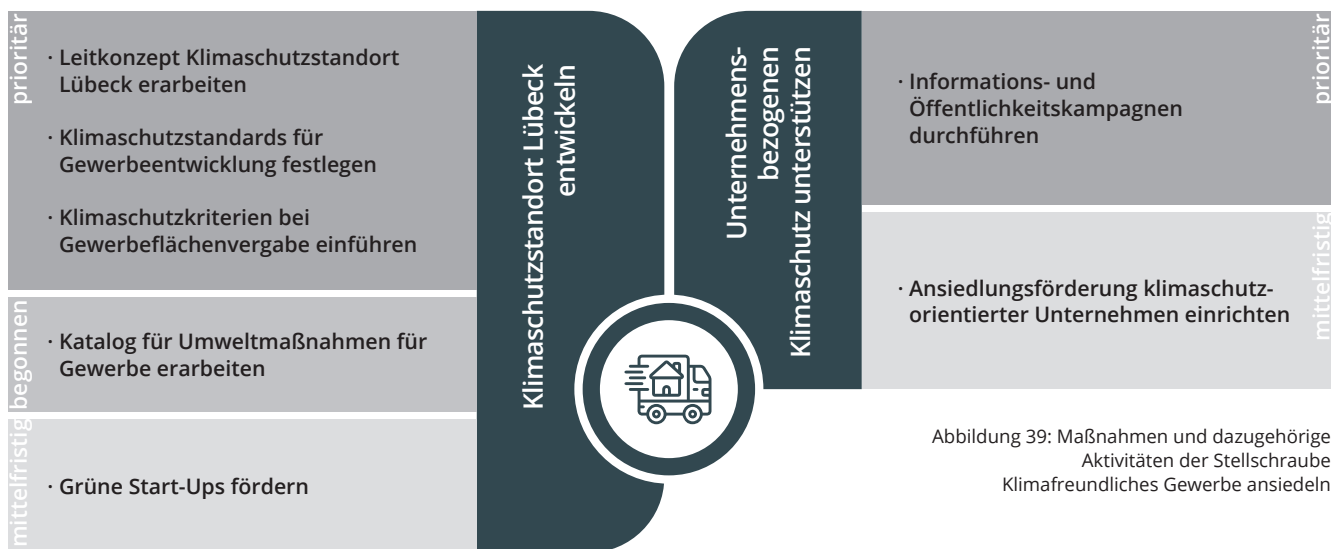 prioritär
· Leitkonzept Klimaschutzstandort
Lübeck erarbeiten
· Klimaschutzstandards für
Gewerbeentwicklung festlegen
· Klimaschutzkriterien bei
Gewerbeflächenvergabe einführen
begonnen
· Katalog für Umweltmaßnahmen für
Gewerbe erarbeiten
mittelfristig
· Grüne Start-Ups fördern
Klimaschutzstandort Lübeck
entwickeln
Unternehmens-
bezogenen
Klimaschutz unterstützen
prioritär
· Informations- und
Öffentlichkeitskampagnen
durchführen
mittelfristig
· Ansiedlungsförderung klimaschutz-
orientierter Unternehmen einrichten
Abbildung 39: Maßnahmen und dazugehörige
Aktivitäten der Stellschraube
Klimafreundliches Gewerbe ansiedeln